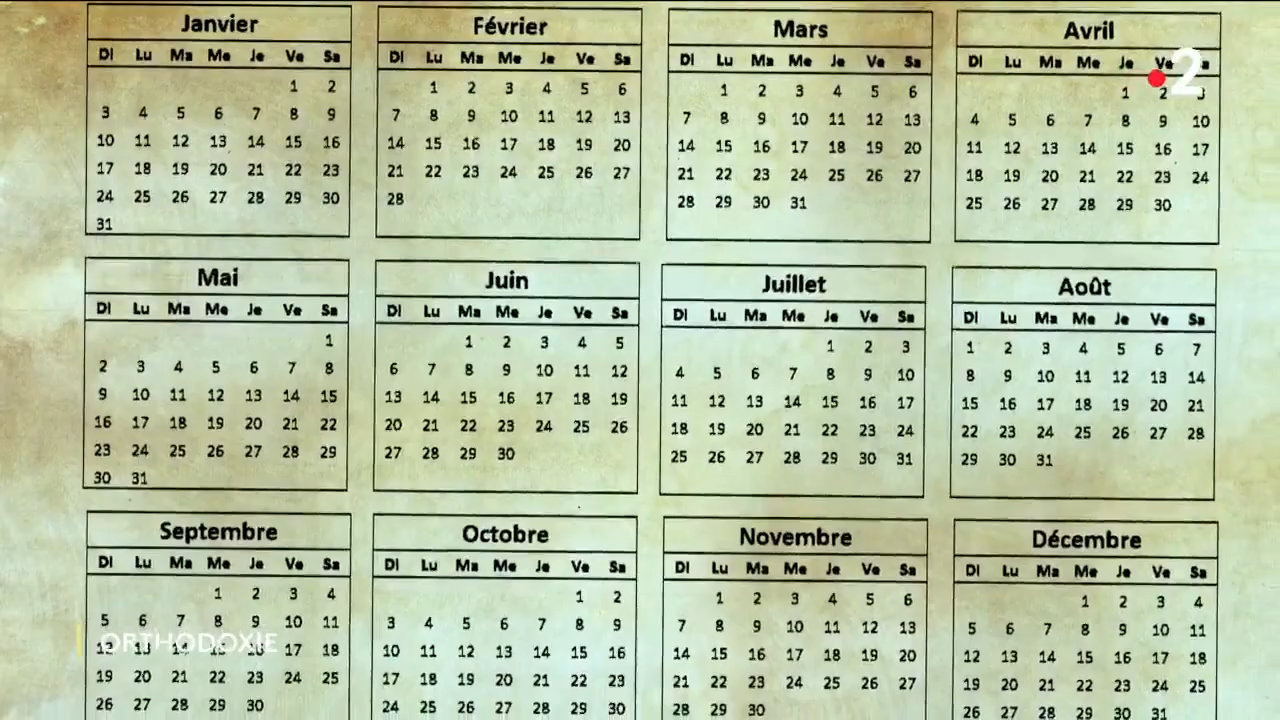 Janvier
DI Lu Ma Me Je Ve Sa
1 2
3 4 5 6 7 8 9
10 11 12 13 14 15 16
17 18 19 20 21 22 23
24 25 26 27 28 29 30
31
Février
DI Lu Ma Me Je Ve Sa
1 2 3 4 5 6
7 8 9 10 11 12 13
14 15 16 17 18 19 20
21 22 23 24 25 26 27
28
Mars
DI Lu Ma Me Je Ve Sa
1 2 3 4 5 6
7 8 9 10 11 12 13
14 15 16 17 18 19 20
21 22 23 24 25 26 27
28 29 30 31
Avril
DI Lu Ma Me Je Ve Sa
1 2 3
4 5 6 7 8 9 10
11 12 13 14 15 16 17
18 19 20 21 22 23 24
25 26 27 28 29 30
2
Mai
DI Lu Ma Me Je Ve Sa
1
2 3 4 5 6 7 8
9 10 11 12 13 14 15
16 17 18 19 20 21 22
23 24 25 26 27 28 29
30 31
Juin
DI Lu Ma Me Je Ve Sa
1 2 3 4 5
6 7 8 9 10 11 12
13 14 15 16 17 18 19
20 21 22 23 24 25 26
27 28 29 30
Juillet
DI Lu Ma Me Je Ve Sa
1 2 3
4 5 6 7 8 9 10
11 12 13 14 15 16 17
18 19 20 21 22 23 24
25 26 27 28 29 30 31
Août
DI Lu Ma Me Je Ve Sa
1 2 3 4 5 6 7
8 9 10 11 12 13 14
15 16 17 18 19 20 21
22 23 24 25 26 27 28
29 30 31
Septembre
DI Lu Ma Me Je Ve Sa
1 2 3 4
5 6 7 8 9 10 11
12 13 14 15 16 17 18
19 20 21 22 23 24 25
26 27 28 29 30
ORTHODOXIE
Octobre
DI Lu Ma Me Je Ve Sa
1 2
3 4 5 6 7 8 9
10 11 12 13 14 15 16
17 18 19 20 21 22 23
24 25 26 27 28 29 30
Novembre
DI Lu Ma Me Je Ve Sa
1 2 3 4 5 6
7 8 9 10 11 12 13
14 15 16 17 18 19 20
21 22 23 24 25 26 27
28 29 30
Décembre
DI Lu Ma Me Je Ve Sa
1 2 3 4
5 6 7 8 9 10 11
12 13 14 15 16 17 18
19 20 21 22 23 24 25
26 27 28 29 30 31